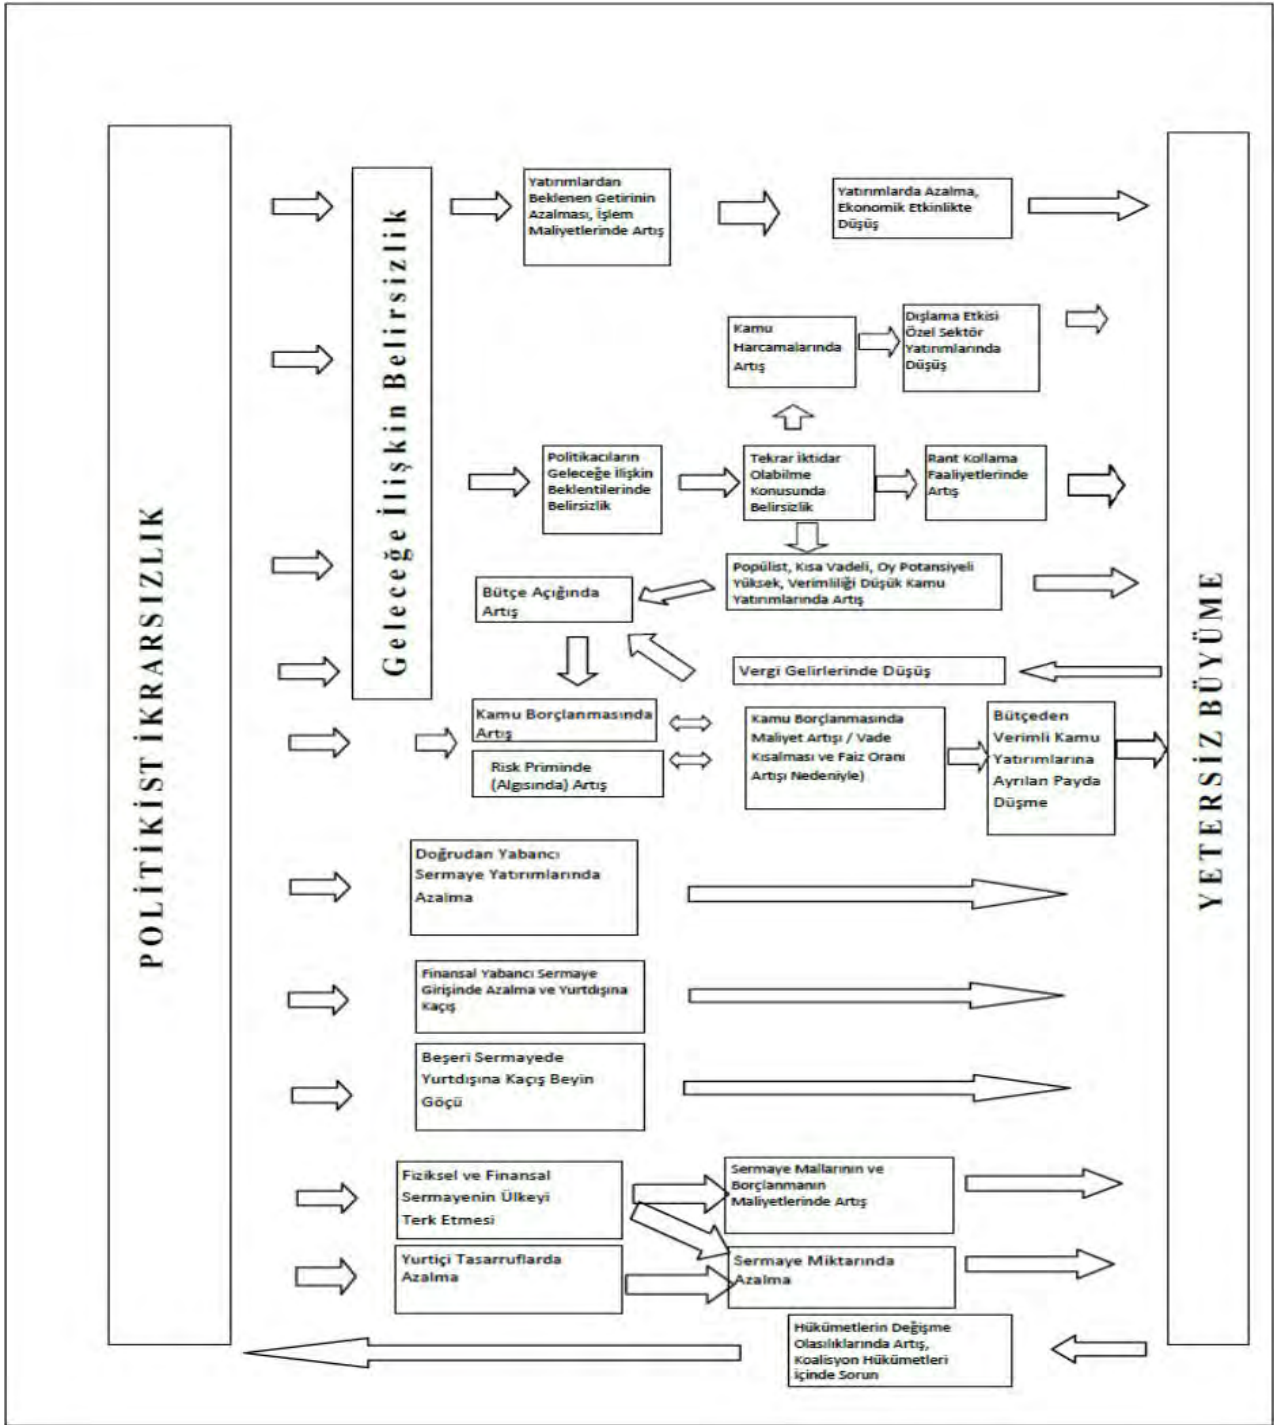 POLİTİKİST İKRARSIZLIK
Geleceğe İlişkin Belirsizlik
Yatırımlardan
Beklenen Getirinin
Azalması, İşlem
Maliyetlerinde Artış
Yatırımlarda Azalma,
Ekonomik Etkinlikte
Düşüş
Kamu
Harcamalarında
Artış
Dışlama Etkisi
Özel Sektör
Yatırımlarında
Düşüş
Politikacıların
Geleceğe İlişkin
Beklentilerinde
Belirsizlik
Tekrar İktidar
Olabilme
Konusunda
Belirsizlik
Rant Kollama
Faaliyetlerinde
Artış
Popülist, Kısa Vadeli, Oy Potansiyeli
Yüksek, Verimliliği Düşük Kamu
Yatırımlarında Artış
Bütçe Açığında
Artış
Vergi Gelirlerinde Düşüş
Kamu Borçlanmasında
Artış
Risk Priminde
(Algısında) Artış
Kamu Borçlanmasında
Maliyet Artışı / Vade
Kısalması ve Faiz Oranı
Artışı Nedeniyle)
Bütçeden
Verimli Kamu
Yatırımlarına
Ayrılan Payda
Düşme
Doğrudan Yabancı
Sermaye Yatırımlarında
Azalma
Finansal Yabancı Sermaye
Girişinde Azalma ve Yurtdışına
Kaçış
Beşeri Sermayede
Yurtdışına Kaçış Beyin
Göçü
Fiziksel ve Finansal
Sermayenin Ülkeyi
Terk Etmesi
Sermaye Mallarının ve
Borçlanmanın
Maliyetlerinde Artış
Yurtiçi Tasarruflarda
Azalma
Sermaye Miktarında
Azalma
Hükümetlerin Değişme
Olasılıklarında Artış,
Koalisyon Hükümetleri
İçinde Sorun
YETERSİZ BÜYÜME